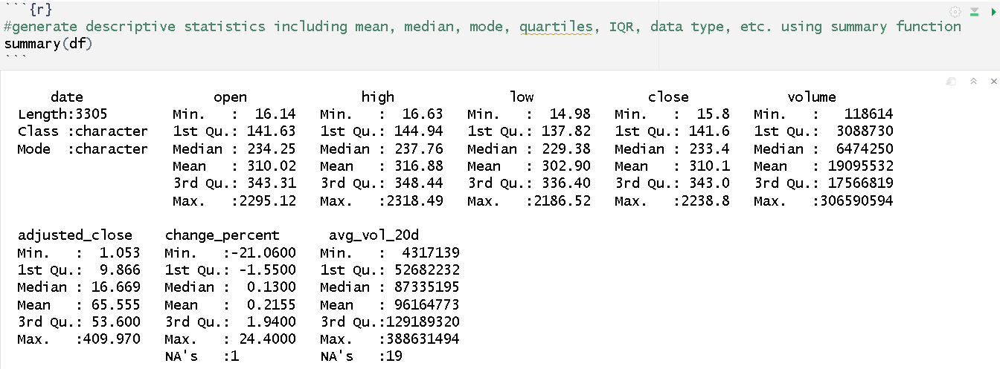 ```{r}
#generate descriptive statistics including mean, median, mode, quartiles, IQR, data type, etc. using summary function
summary(df)
```
date open high low close volume
Length:3305 Min. : 16.14 Min. : 16.63 Min. : 14.98 Min. : 15.8 Min. : 118614
Class :character 1st Qu.: 141.63 1st Qu.: 144.94 1st Qu.: 137.82 1st Qu.: 141.6 1st Qu.: 3088730
Mode :character Median : 234.25 Median : 237.76 Median : 229.38 Median : 233.4 Median : 6474250
Mean : 310.02 Mean : 316.88 Mean : 302.90 Mean : 310.1 Mean : 19095532
3rd Qu.: 343.31 3rd Qu.: 348.44 3rd Qu.: 336.40 3rd Qu.: 343.0 3rd Qu.: 17566819
Max. :2295.12 Max. :2318.49 Max. :2186.52 Max. :2238.8 Max. :306590594
adjusted_close change_percent avg_vol_20d
Min. : 1.053 Min. :-21.0600 Min. : 4317139
1st Qu.: 9.866 1st Qu.: -1.5500 1st Qu.: 52682232
Median : 16.669 Median : 0.1300 Median : 87335195
Mean : 65.555 Mean : 0.2155 Mean : 96164773
3rd Qu.: 53.600 3rd Qu.: 1.9400 3rd Qu.:129189320
Max. :409.970 Max. : 24.4000 Max. :388631494
NA's :1 NA's :19